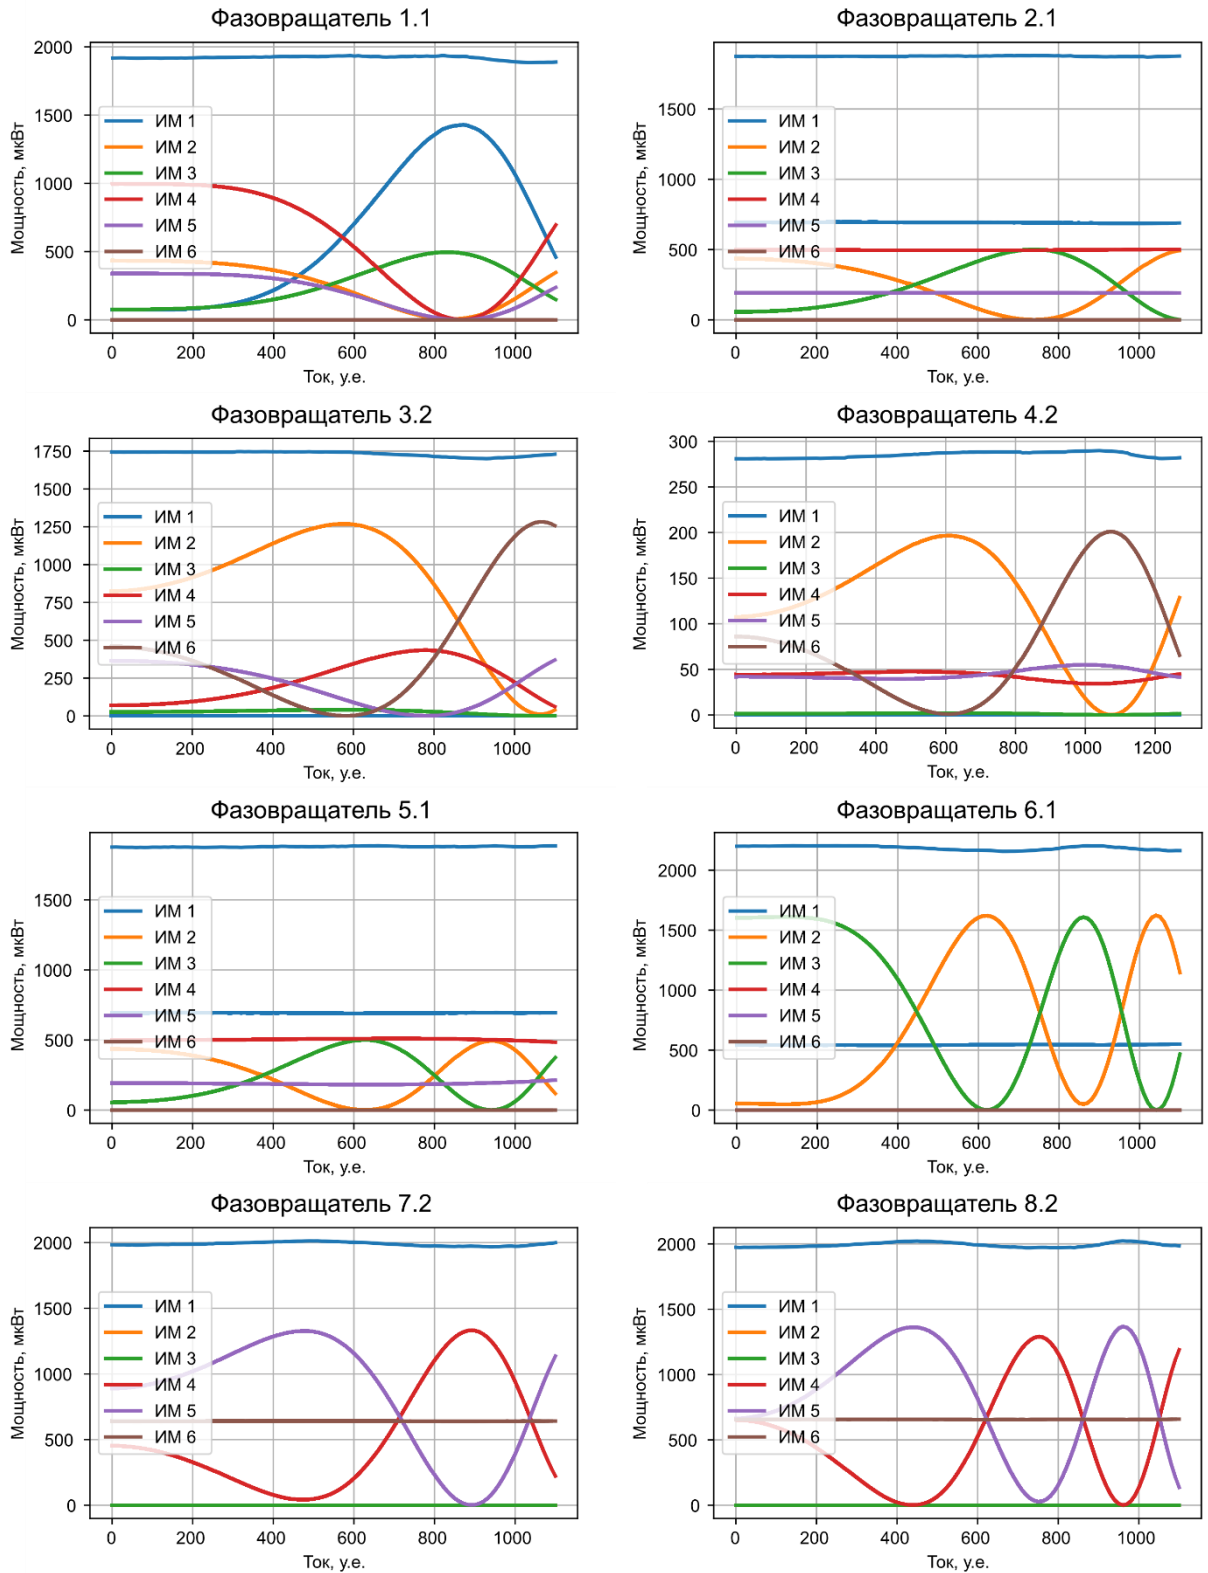 Фазовращатель 1.1
Мощность, мкВт
2000
1500
1000
500
0
ИМ 1
ИМ 2
ИМ 3
ИМ 4
ИМ 5
ИМ 6
0 200 400 600 800 1000
Ток, у.е.
Фазовращатель 2.1
Мощность, мкВт
1500
1000
500
0
ИМ 1
ИМ 2
ИМ 3
ИМ 4
ИМ 5
ИМ 6
0 200 400 600 800 1000
Ток, у.е.
Фазовращатель 3.2
Мощность, мкВт
1750
1500
1250
1000
750
500
250
0
ИМ 1
ИМ 2
ИМ 3
ИМ 4
ИМ 5
ИМ 6
0 200 400 600 800 1000
Ток, у.е.
Фазовращатель 4.2
Мощность, мкВт
300
250
200
150
100
50
0
ИМ 1
ИМ 2
ИМ 3
ИМ 4
ИМ 5
ИМ 6
0 200 400 600 800 1000 1200
Ток, у.е.
Фазовращатель 5.1
Мощность, мкВт
1500
1000
500
0
ИМ 1
ИМ 2
ИМ 3
ИМ 4
ИМ 5
ИМ 6
0 200 400 600 800 1000
Ток, у.е.
Фазовращатель 6.1
Мощность, мкВт
2000
1500
1000
500
0
ИМ 1
ИМ 2
ИМ 3
ИМ 4
ИМ 5
ИМ 6
0 200 400 600 800 1000
Ток, у.е.
Фазовращатель 7.2
Мощность, мкВт
2000
1500
1000
500
0
ИМ 1
ИМ 2
ИМ 3
ИМ 4
ИМ 5
ИМ 6
0 200 400 600 800 1000
Ток, у.е.
Фазовращатель 8.2
Мощность, мкВт
2000
1500
1000
500
0
ИМ 1
ИМ 2
ИМ 3
ИМ 4
ИМ 5
ИМ 6
0 200 400 600 800 1000
Ток, у.е.